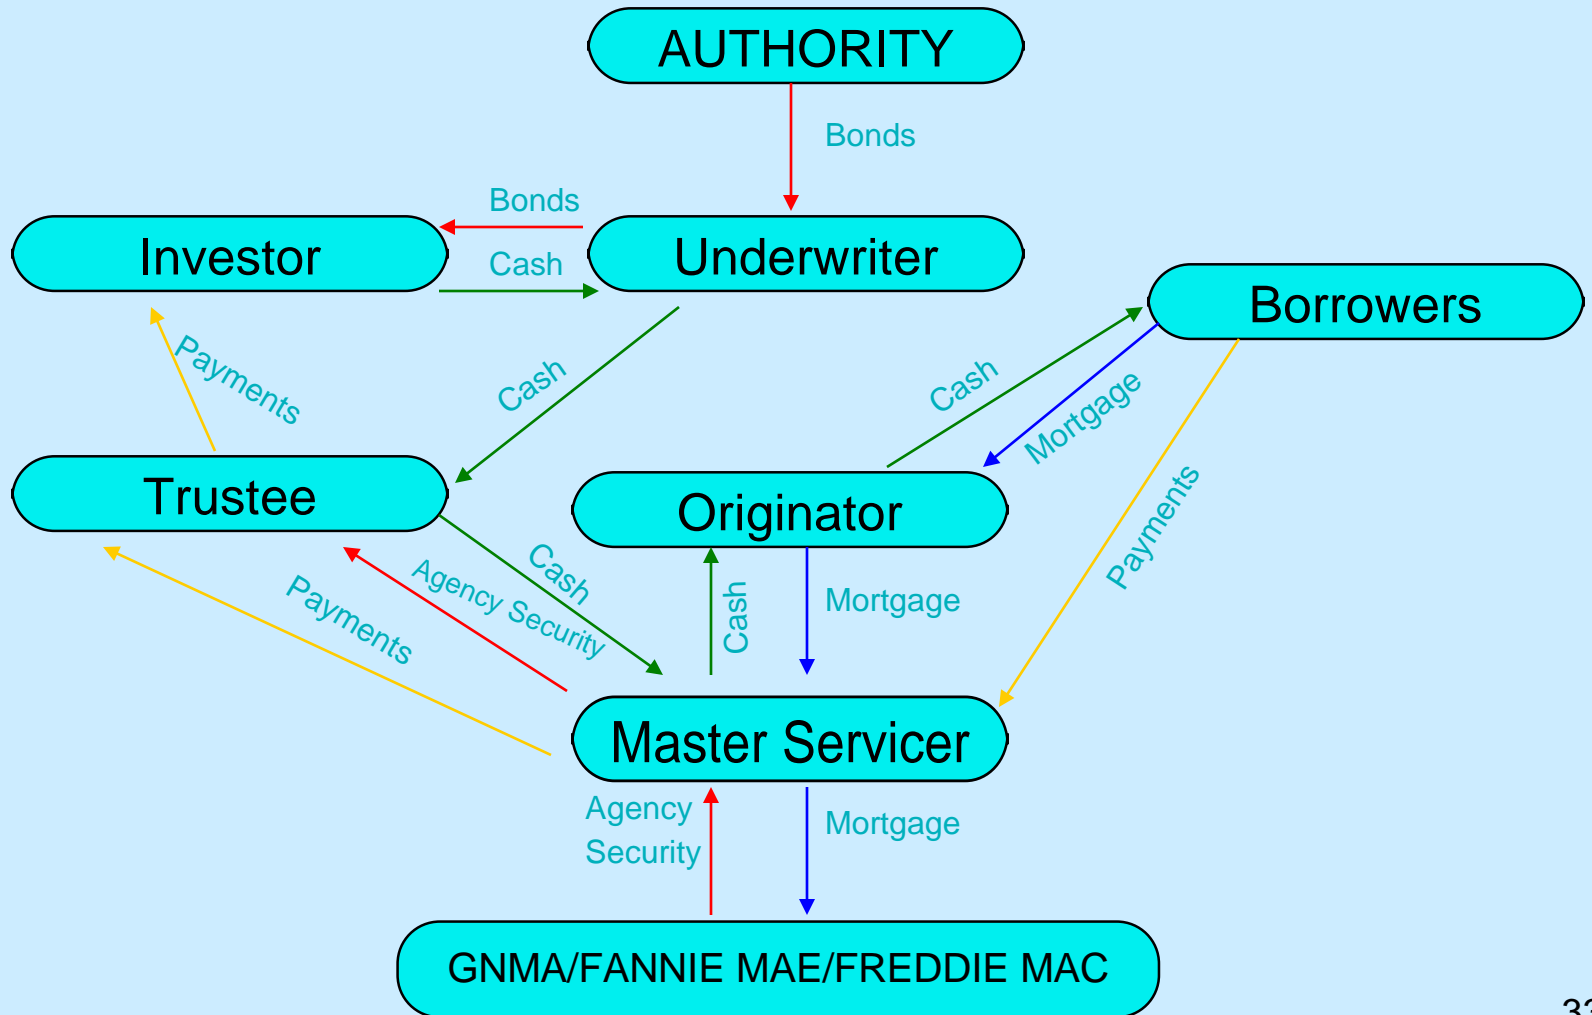 AUTHORITY
Bonds
Bonds
Investor
Cash
Underwriter
Borrowers
Payments
Cash
Cash
Mortgage
Trustee
Originator
Payments
Cash
Agency Security
Payments
Cash
Mortgage
Master Servicer
Agency
Security
Mortgage
GNMA/FANNIE MAE/FREDDIE MAC